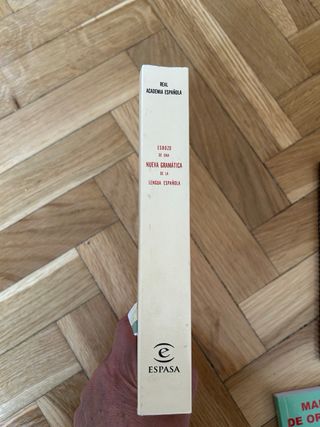 REAL
ACADEMIA ESPAÑOLA
ESBOZO
DE UNA
NUEVA GRAMÁTICA
DE LA
LENGUA ESPAÑOLA
e
ESPASA
MA
DE OR